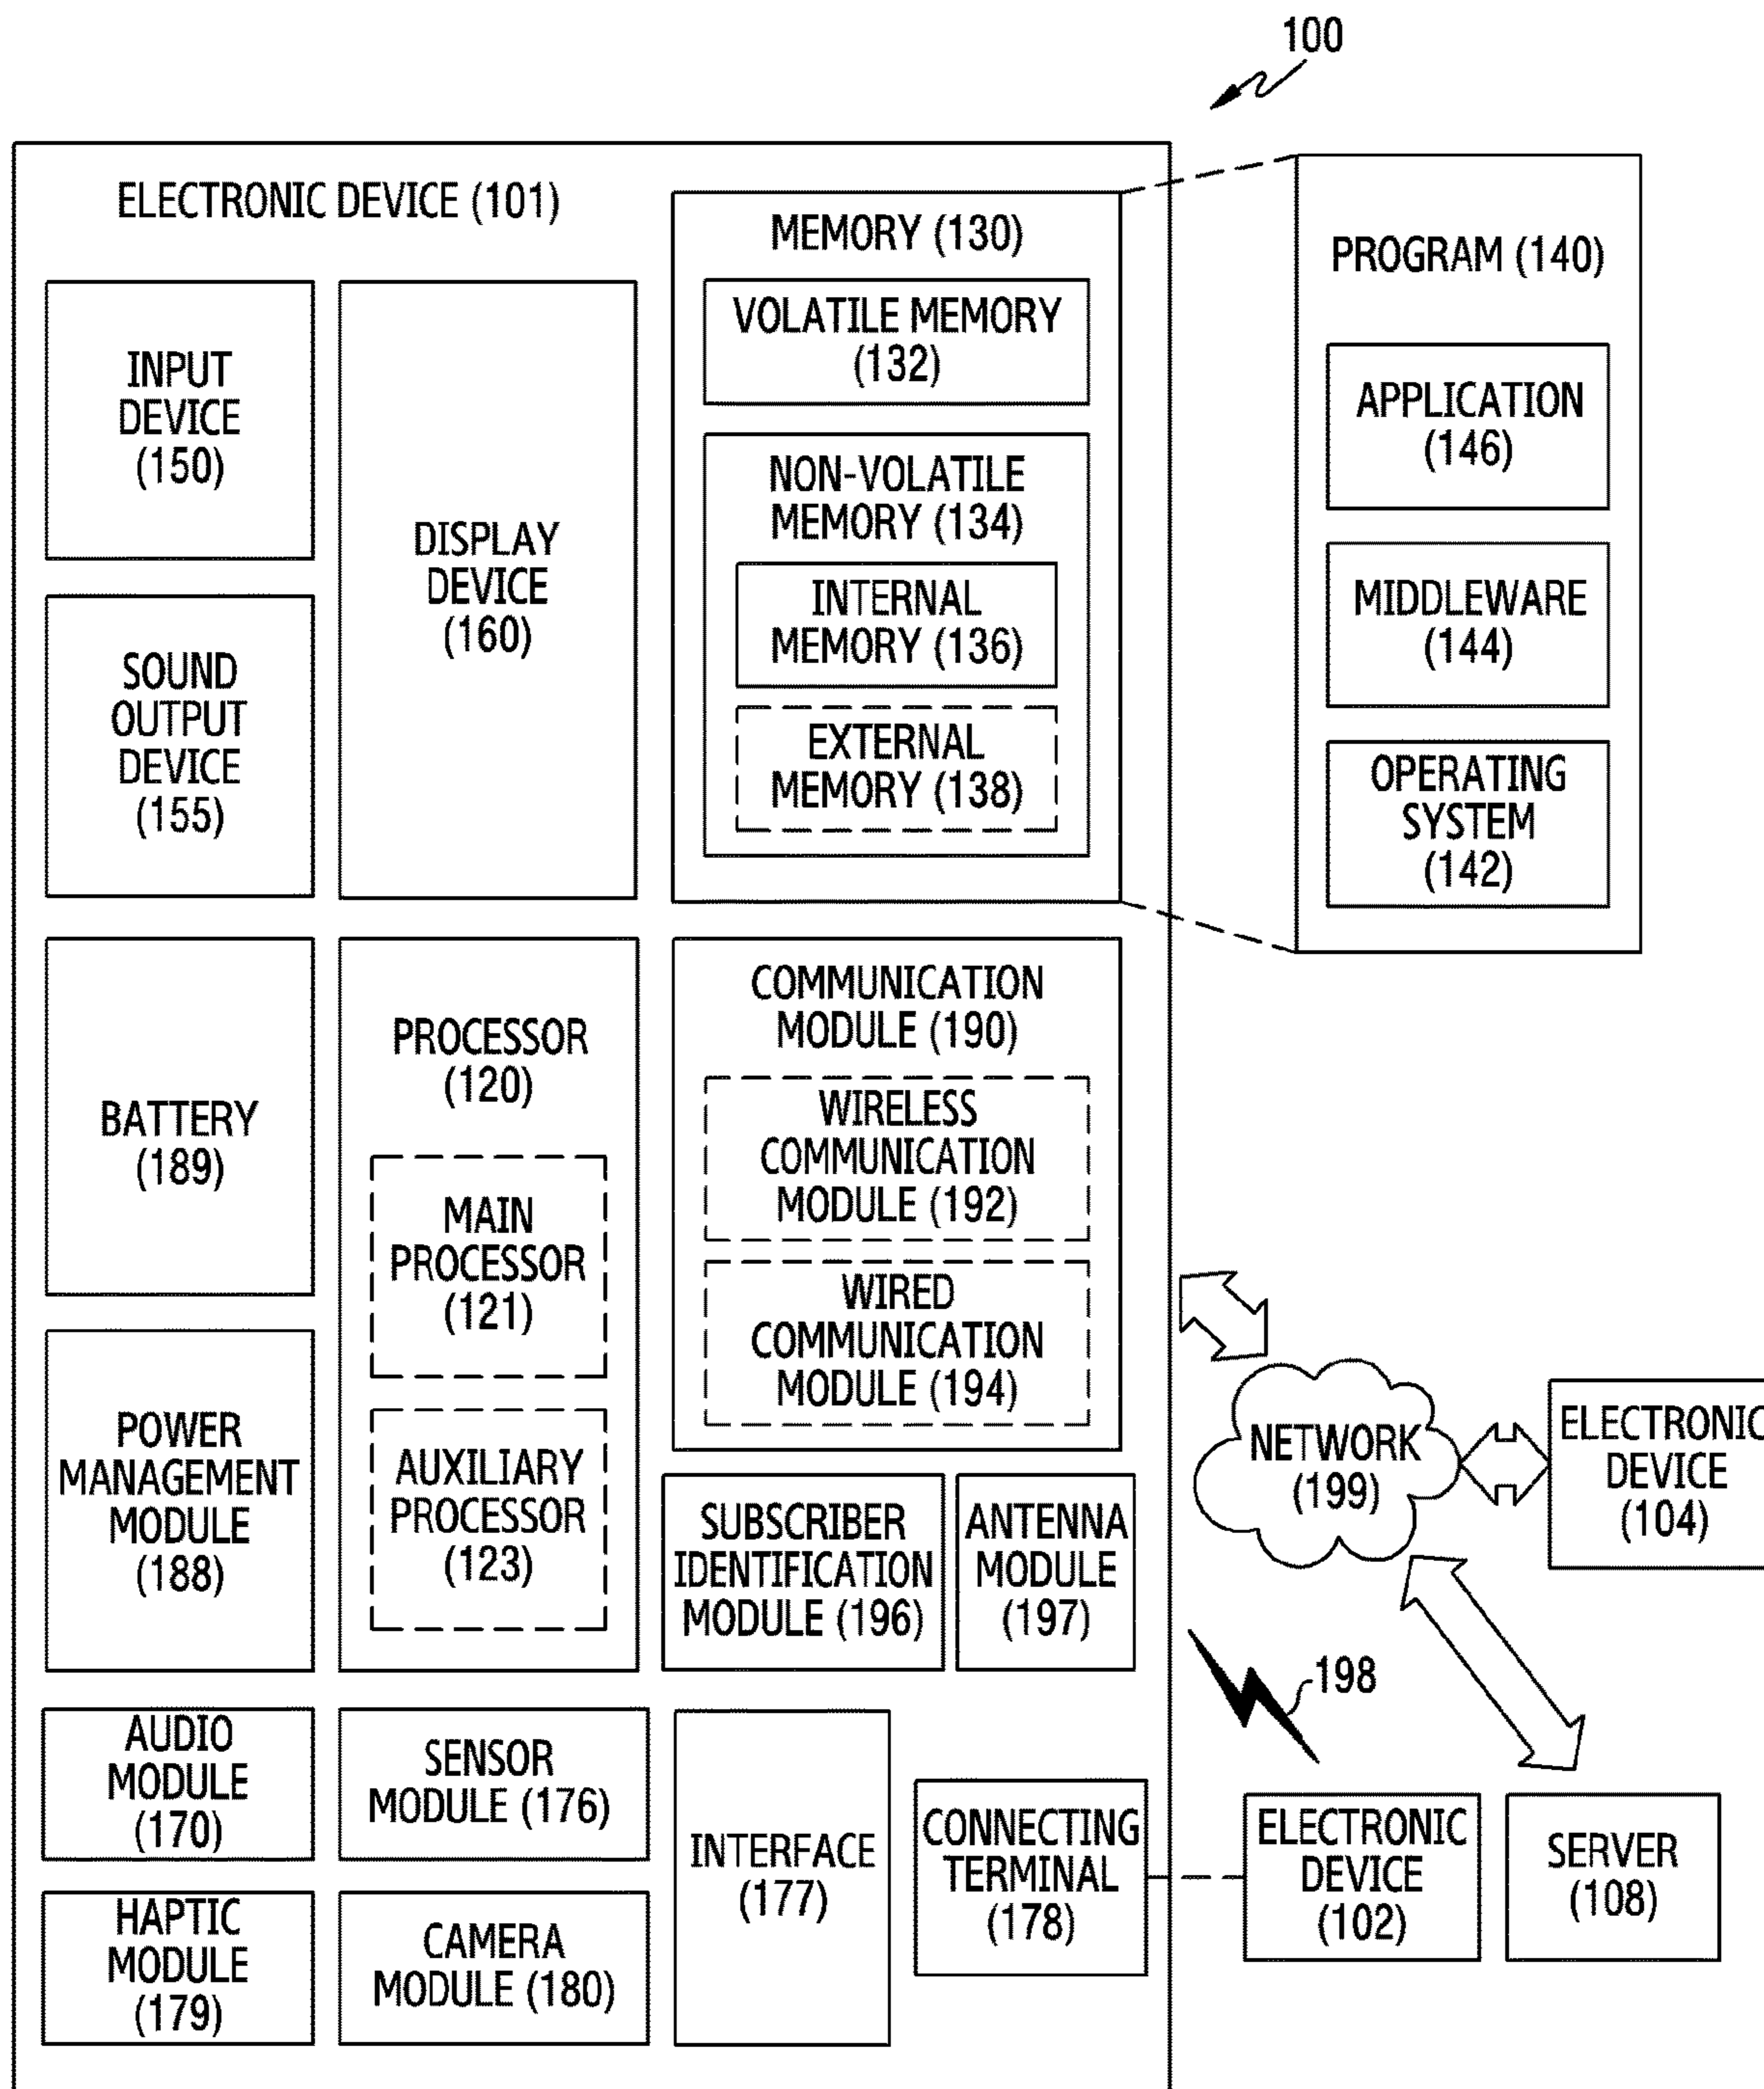 100
ELECTRONIC DEVICE (101)
INPUT
DEVICE
(150)
SOUND
OUTPUT
DEVICE
(155)
DISPLAY
DEVICE
(160)
MEMORY (130)
VOLATILE MEMORY
(132)
NON-VOLATILE
MEMORY (134)
INTERNAL
MEMORY (136)
EXTERNAL
MEMORY (138)
PROGRAM (140)
APPLICATION
(146)
MIDDLEWARE
(144)
OPERATING
SYSTEM
(142)
BATTERY
(189)
POWER
MANAGEMENT
MODULE
(188)
PROCESSOR
(120)
MAIN
PROCESSOR
(121)
AUXILIARY
PROCESSOR
(123)
COMMUNICATION
MODULE (190)
WIRELESS
COMMUNICATION
MODULE (192)
WIRED
COMMUNICATION
MODULE (194)
SUBSCRIBER
IDENTIFICATION
MODULE (196)
ANTENNA
MODULE
(197)
NETWORK
(199)
ELECTRONIC
DEVICE
(104)
198
AUDIO
MODULE
(170)
SENSOR
MODULE (176)
INTERFACE
(177)
CONNECTING
TERMINAL
(178)
ELECTRONIC
DEVICE
(102)
SERVER
(108)
HAPTIC
MODULE
(179)
CAMERA
MODULE (180)